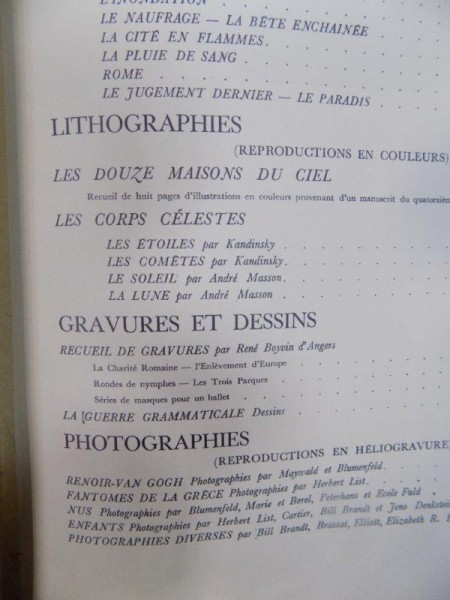 L'INONDATION
LE NAUFRAGE — LA BÊTE ENCHAINÉE
LA CITÉ EN FLAMMES
LA PLUIE DE SANG
ROME
LE JUGEMENT DERNIER — LE PARADIS
LITHOGRAPHIES
(REPRODUCTIONS EN COULEURS)
LES DOUZE MAISONS DU CIEL
Recueil de huit pages d'illustrations en couleurs provenant d'un manuscrit du quatorzièm
LES CORPS CÉLESTES
LES ÉTOILES par Kandinsky
LES COMÈTES par Kandinsky
LE SOLEIL par André Masson
LA LUNE par André Masson
GRAVURES ET DESSINS
RECUEIL DE GRAVURES par René Boyvin d'Angers
La Charité Romaine — l'Enlèvement d'Europe
Rondes de nymphes — Les Trois Parques
Séries de masques pour un ballet
LA GUERRE GRAMMATICALE Dessins
PHOTOGRAPHIES
(REPRODUCTIONS EN HÉLIOGRAVURE)
RENOIR-VAN GOGH Photographies par Maywald et Blumenfeld
FANTOMES DE LA GRÈCE Photographies par Herbert List
NUS Photographies par Blumenfeld, Marie et Borel, Peterhans et Ecole Fuld
ENFANTS Photographies par Herbert List, Cartier, Bill Brandt et Jeno Denkstein
PHOTOGRAPHIES DIVERSES par Bill Brandt, Brassaï, Elliott, Elizabeth R.